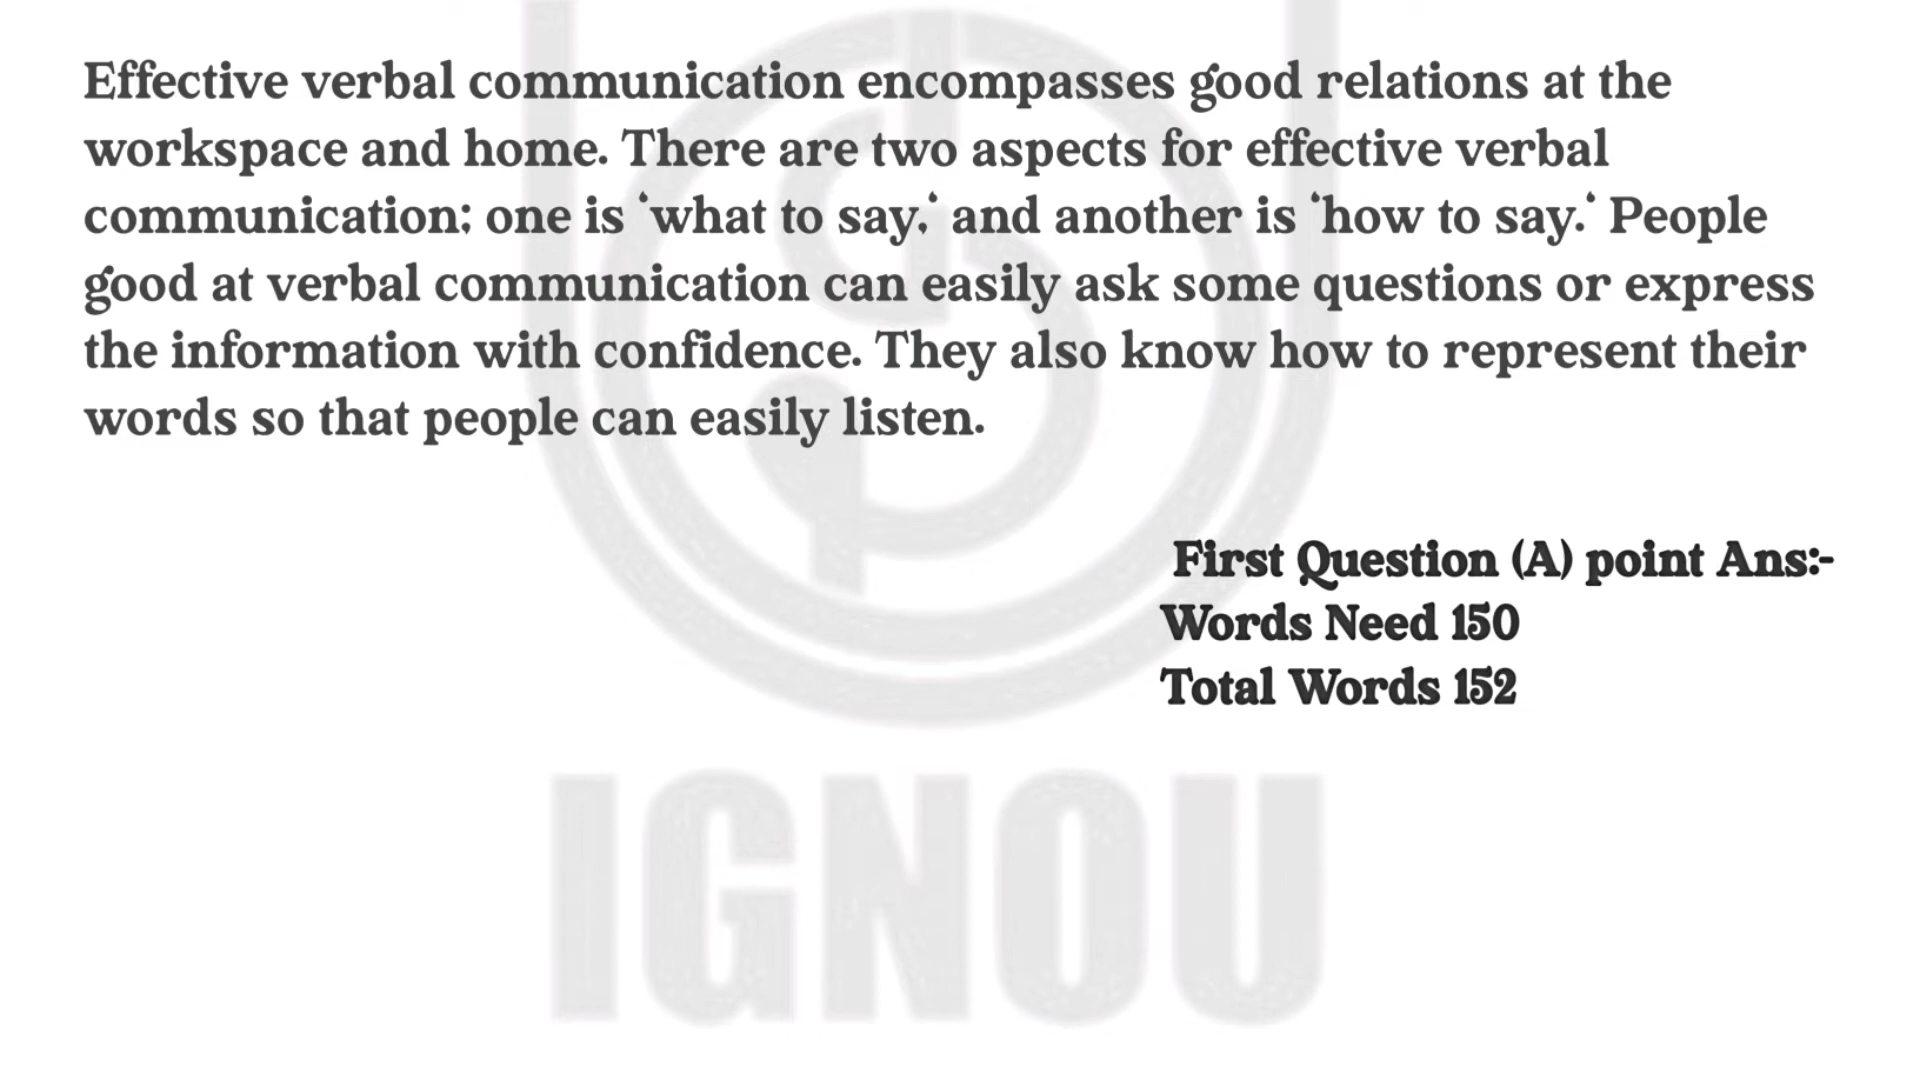 Effective verbal communication encompasses good relations at the
workspace and home. There are two aspects for effective verbal
communication; one is ‘what to say,‘ and another is ‘how to say.‘ People
good at verbal communication can easily ask some questions or express
the information with confidence. They also know how to represent their
words so that people can easily listen.
First Question (A) point Ans:-
Words Need 150
Total Words 152
IGNOU